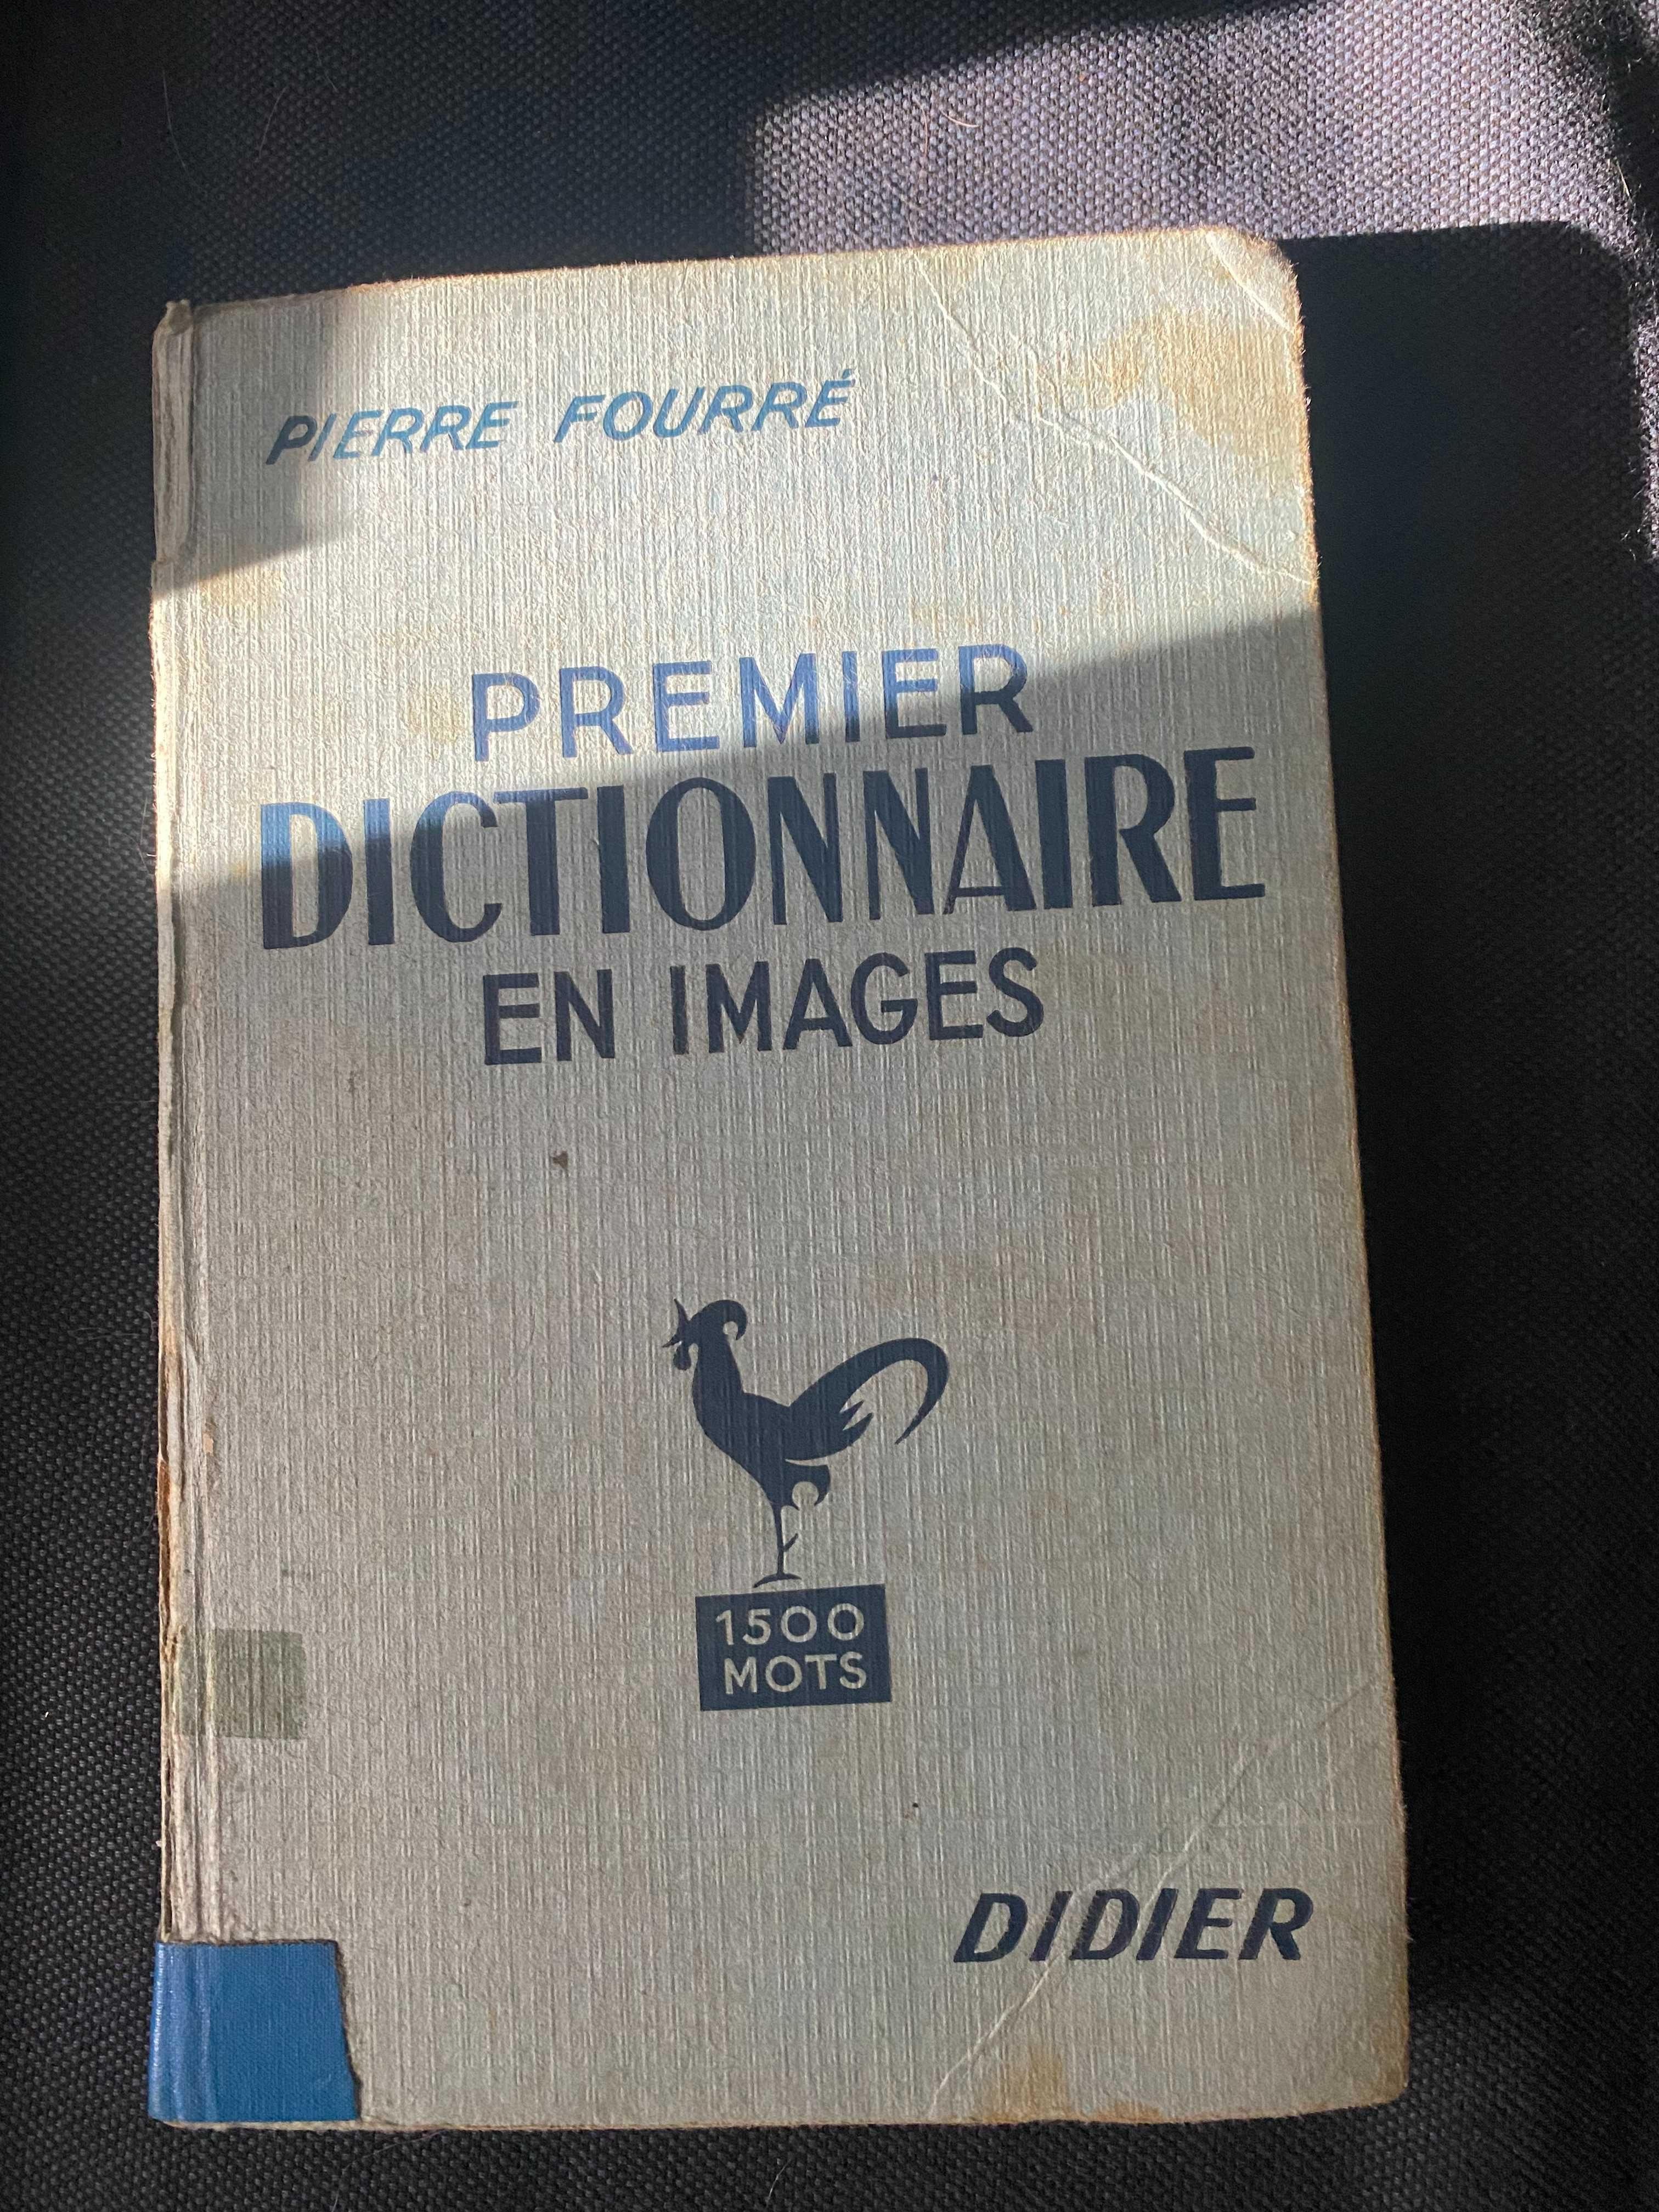 PIERRE FOURRÉ
PREMIER
DICTIONNAIRE
EN IMAGES
1500
MOTS
DIDIER